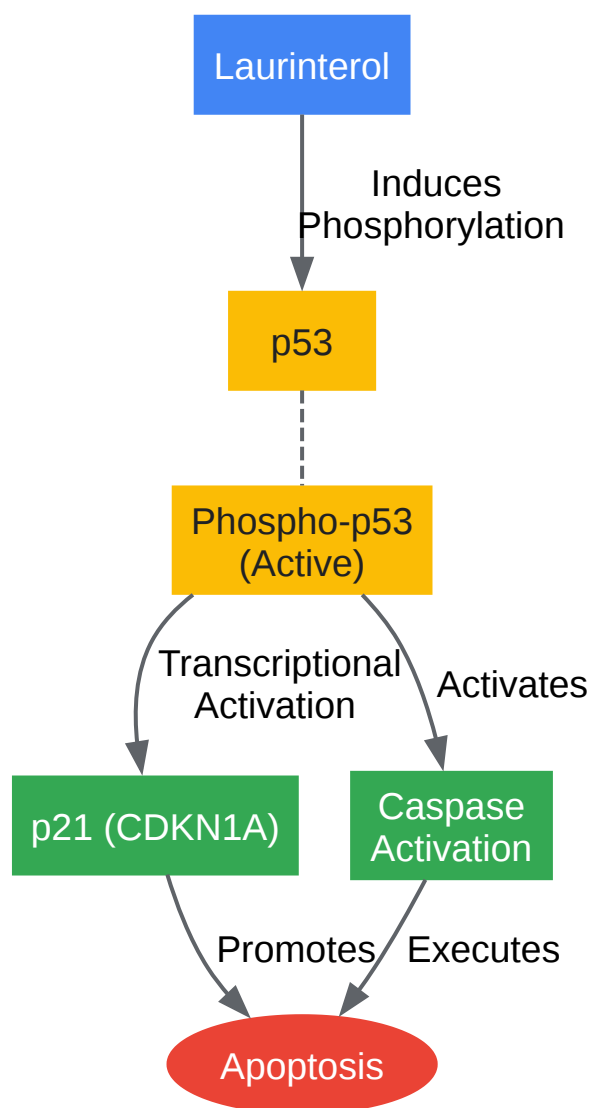 Laurinterol
Induces
Phosphorylation
p53
Phospho-p53
(Active)
Transcriptional
Activation
Activates
p21 (CDKN1A)
Caspase
Activation
Promotes
Executes
Apoptosis